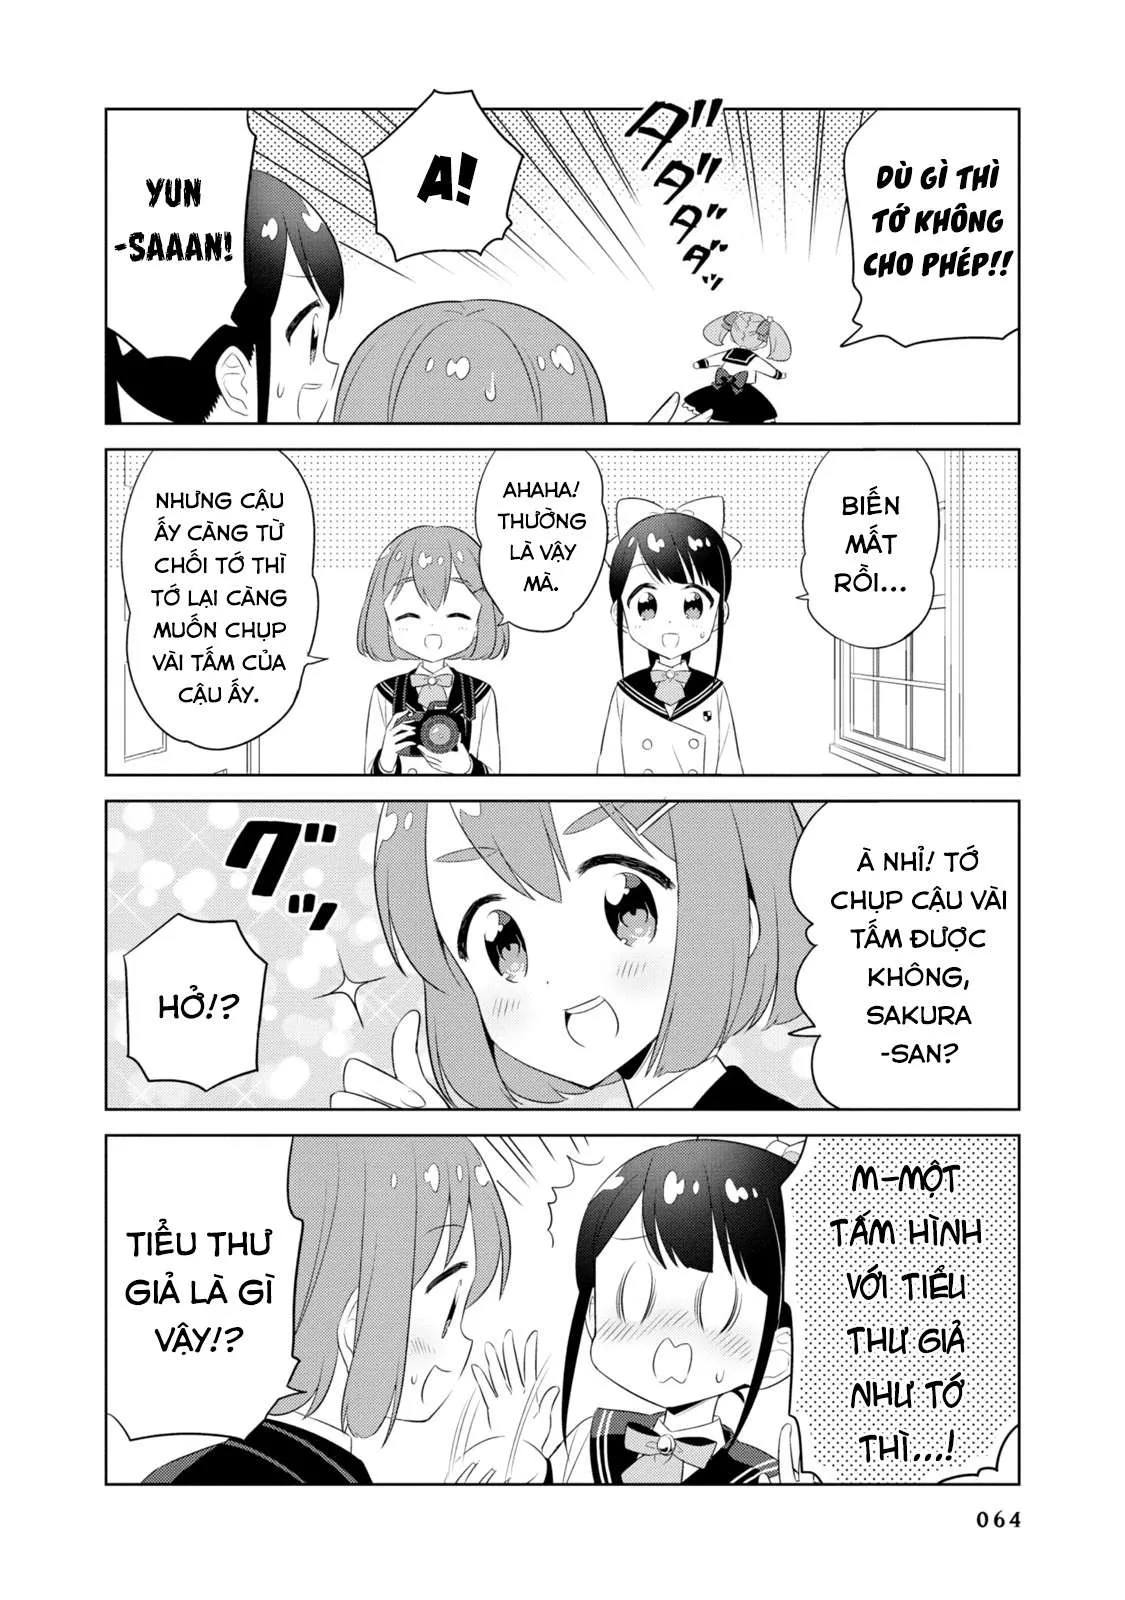 DÙ GÌ THÌ
TỚ KHÔNG
CHO PHÉP!!
ダダダダッ
A!
YUN
-SAAAN!
BIẾN
MẤT
RỒI...
AHAHA!
THƯỜNG
LÀ VẬY
MÀ.
NHƯNG CẬU
ẤY CÀNG TỪ
CHỐI TỚ THÌ
TỚ LẠI CÀNG
MUỐN CHỤP
VÀI TẤM CỦA
CẬU ẤY.
À NHỈ! TỚ
CHỤP CẬU VÀI
TẤM ĐƯỢC
KHÔNG,
SAKURA
-SAN?
グッ
HỞ!?
M-MỘT
TẤM HÌNH
VỚI TIỂU
THƯ GIẢ
NHƯ TỚ
THÌ...!
TIỂU THƯ
GIẢ LÀ GÌ
VẬY!?
064